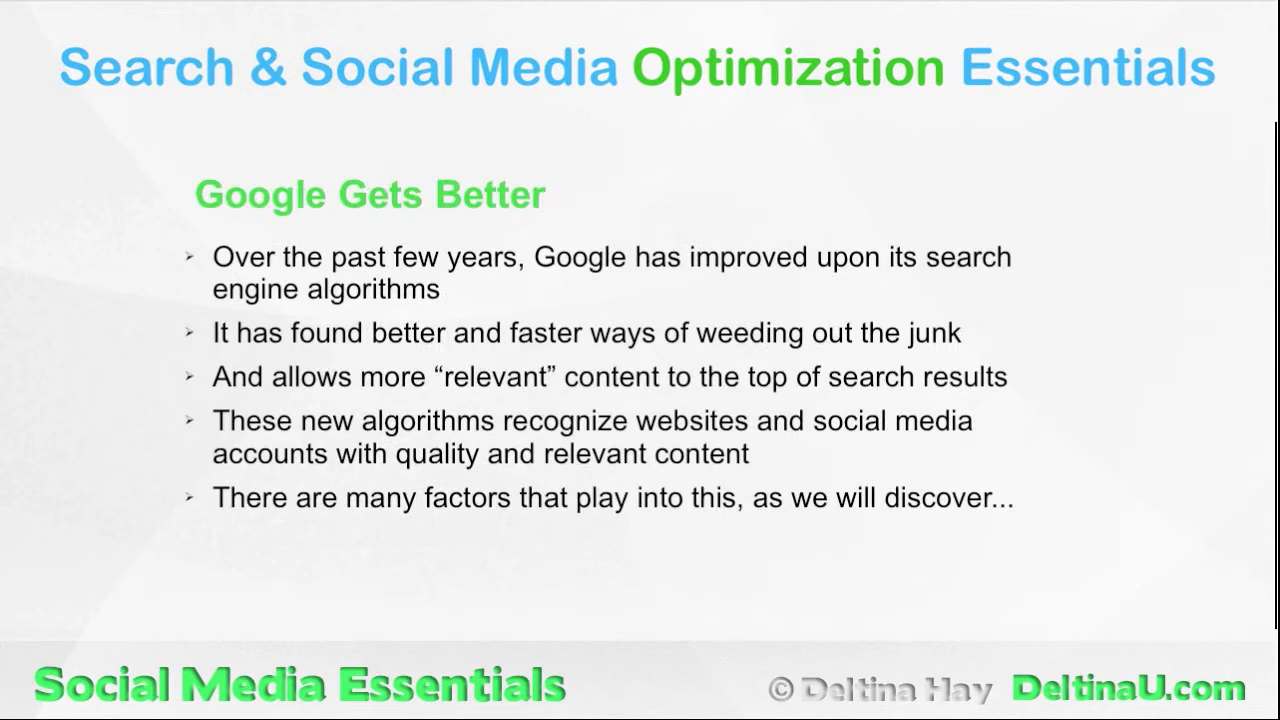 Search & Social Media Optimization Essentials
Google Gets Better
➢ Over the past few years, Google has improved upon its search
engine algorithms
➢ It has found better and faster ways of weeding out the junk
➢ And allows more “relevant” content to the top of search results
➢ These new algorithms recognize websites and social media
accounts with quality and relevant content
➢ There are many factors that play into this, as we will discover...
Social Media Essentials
© Deltina Hay DeltinaU.com